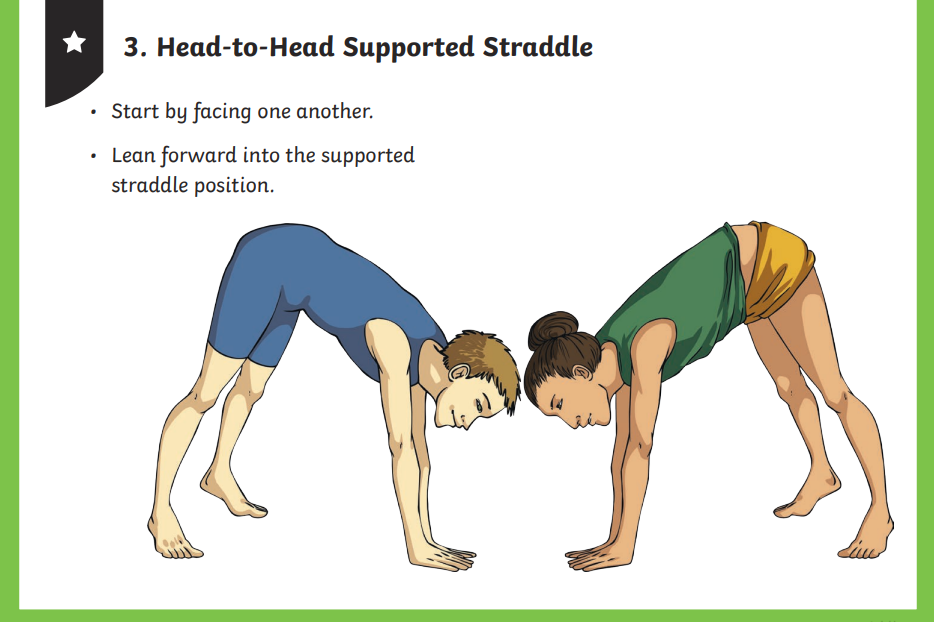 3. Head-to-Head Supported Straddle
• Start by facing one another.
• Lean forward into the supported
straddle position.